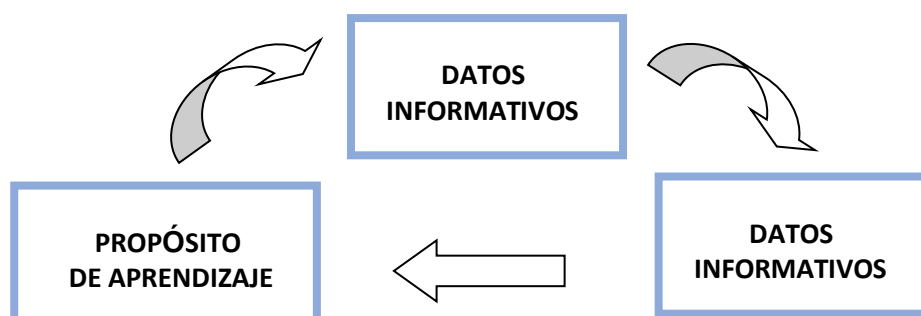 DATOS
INFORMATIVOS
PROPÓSITO
DE APRENDIZAJE
DATOS
INFORMATIVOS